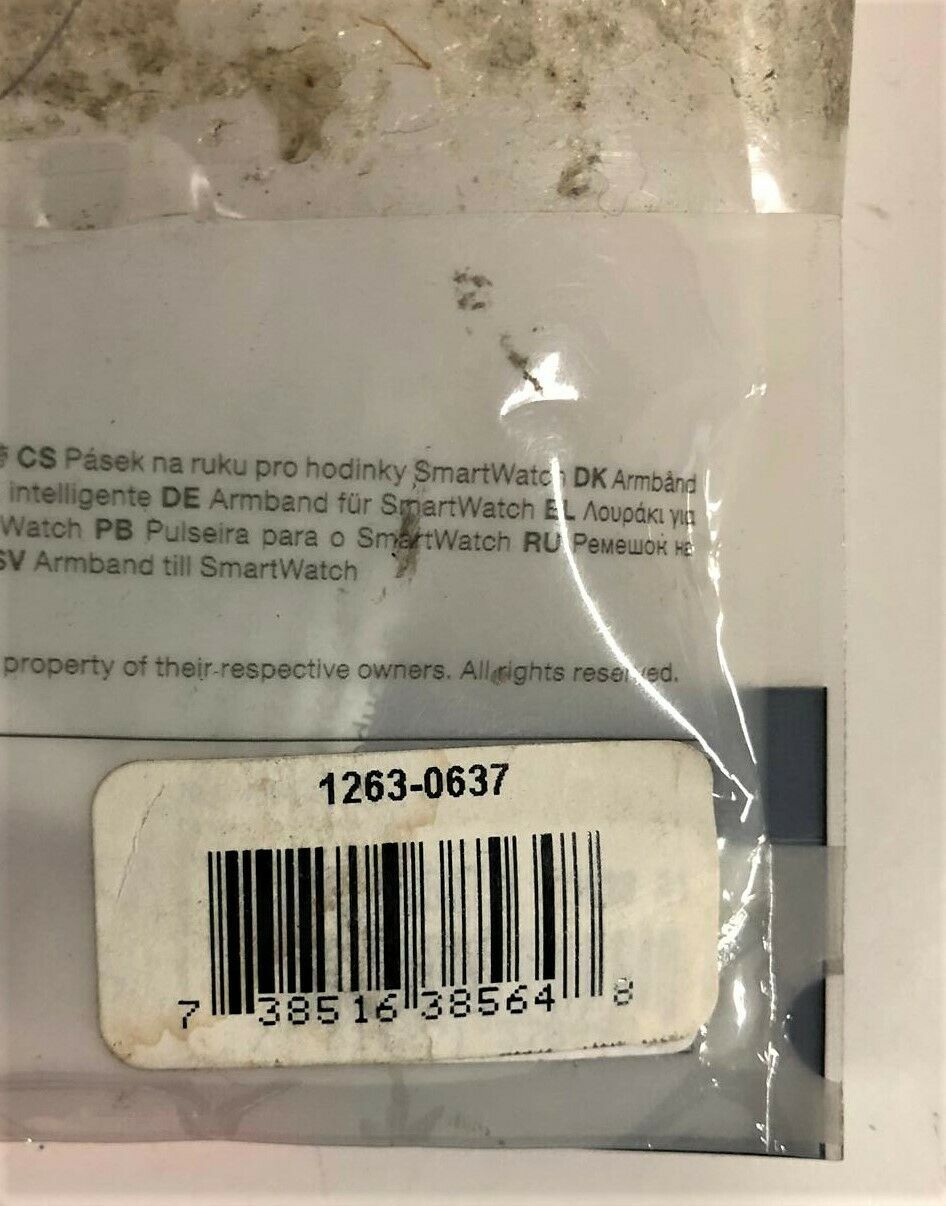 CS Pásek na ruku pro hodinky SmartWatch DK Armbånd
intelligente DE Armband für SmartWatch EL Λουράκι για
Watch PB Pulseira para o SmartWatch RU Ремешок на
SV Armband till SmartWatch
property of their respective owners. All rights reserved.
1263-0637
7 38516 38564 8